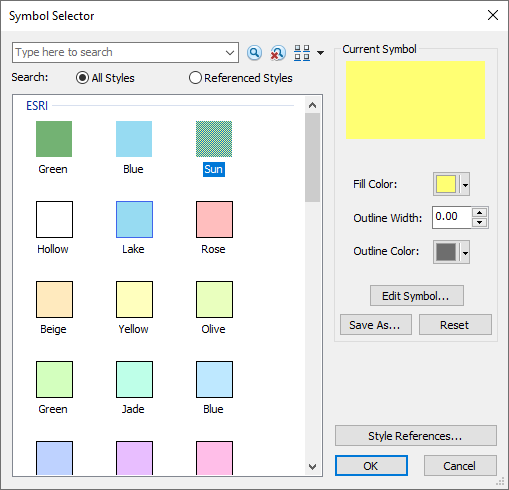 Symbol Selector
Type here to search
Search:
All Styles
Referenced Styles
ESRI
Green
Blue
Sun
Hollow
Lake
Rose
Beige
Yellow
Olive
Green
Jade
Blue
Current Symbol
Fill Color:
Outline Width:
0.00
Outline Color:
Edit Symbol...
Save As...
Reset
Style References...
OK
Cancel